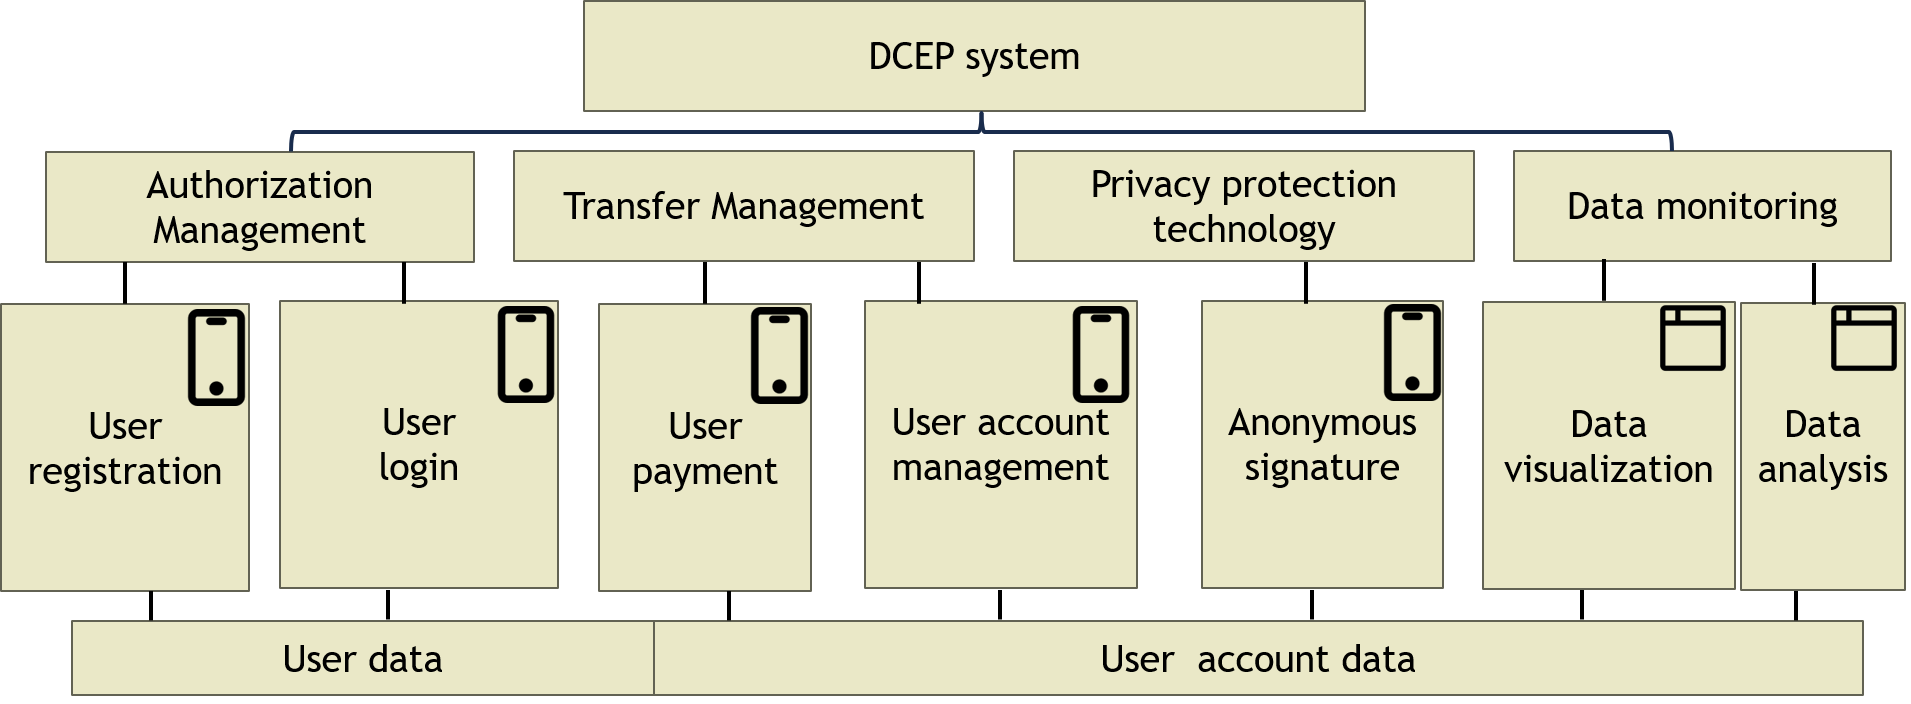 DCEP system
Authorization
Management
Transfer Management
Privacy protection
technology
Data monitoring
User
registration
User
login
User
payment
User account
management
Anonymous
signature
Data
visualization
Data
analysis
User data
User  account data